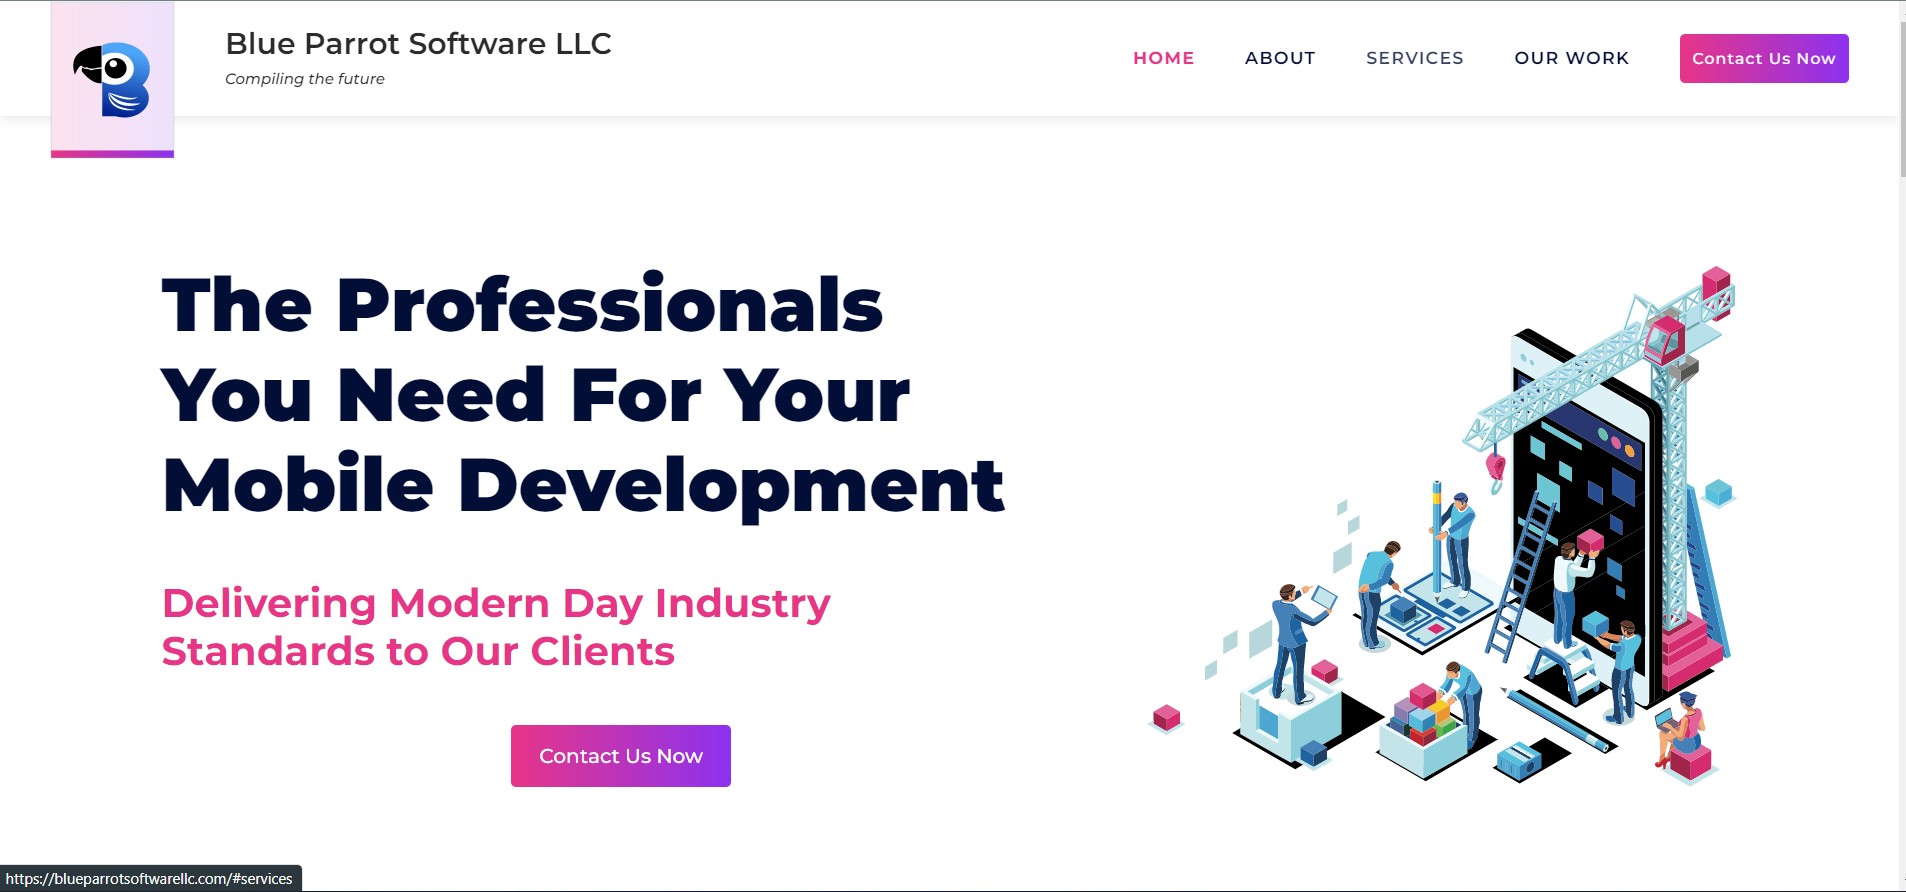 Blue Parrot Software LLC
Compiling the future
HOME ABOUT SERVICES OUR WORK Contact Us Now
The Professionals
You Need For Your
Mobile Development
Delivering Modern Day Industry
Standards to Our Clients
Contact Us Now
https://blueparrotsoftwarellc.com/#services